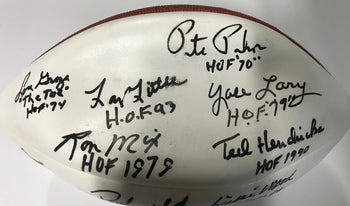 Pete Pihos
HOF '70"
Lou Groza
"The Toe"
HOF-74
Larry Little
H.O.F. 93
Yale Lary
H.O.F. '79"
Ron Mix
HOF 1979
Ted Hendricks
HOF 1990